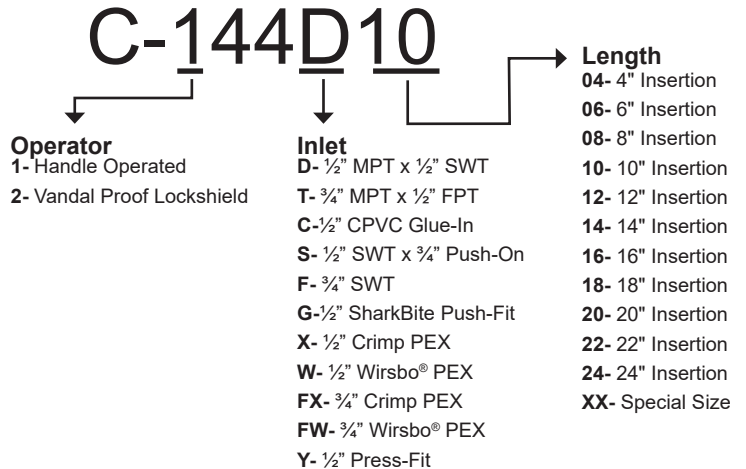 C-144D10
Operator
1- Handle Operated
2- Vandal Proof Lockshield
Inlet
D- ½” MPT x ½” SWT
T- ¾” MPT x ½” FPT
C-½” CPVC Glue-In
S- ½” SWT x ¾” Push-On
F- ¾” SWT
G-½” SharkBite Push-Fit
X- ½” Crimp PEX
W- ½” Wirsbo® PEX
FX- ¾” Crimp PEX
FW- ¾” Wirsbo® PEX
Y- ½” Press-Fit
Length
04- 4" Insertion
06- 6" Insertion
08- 8" Insertion
10- 10" Insertion
12- 12" Insertion
14- 14" Insertion
16- 16" Insertion
18- 18" Insertion
20- 20" Insertion
22- 22" Insertion
24- 24" Insertion
XX- Special Size